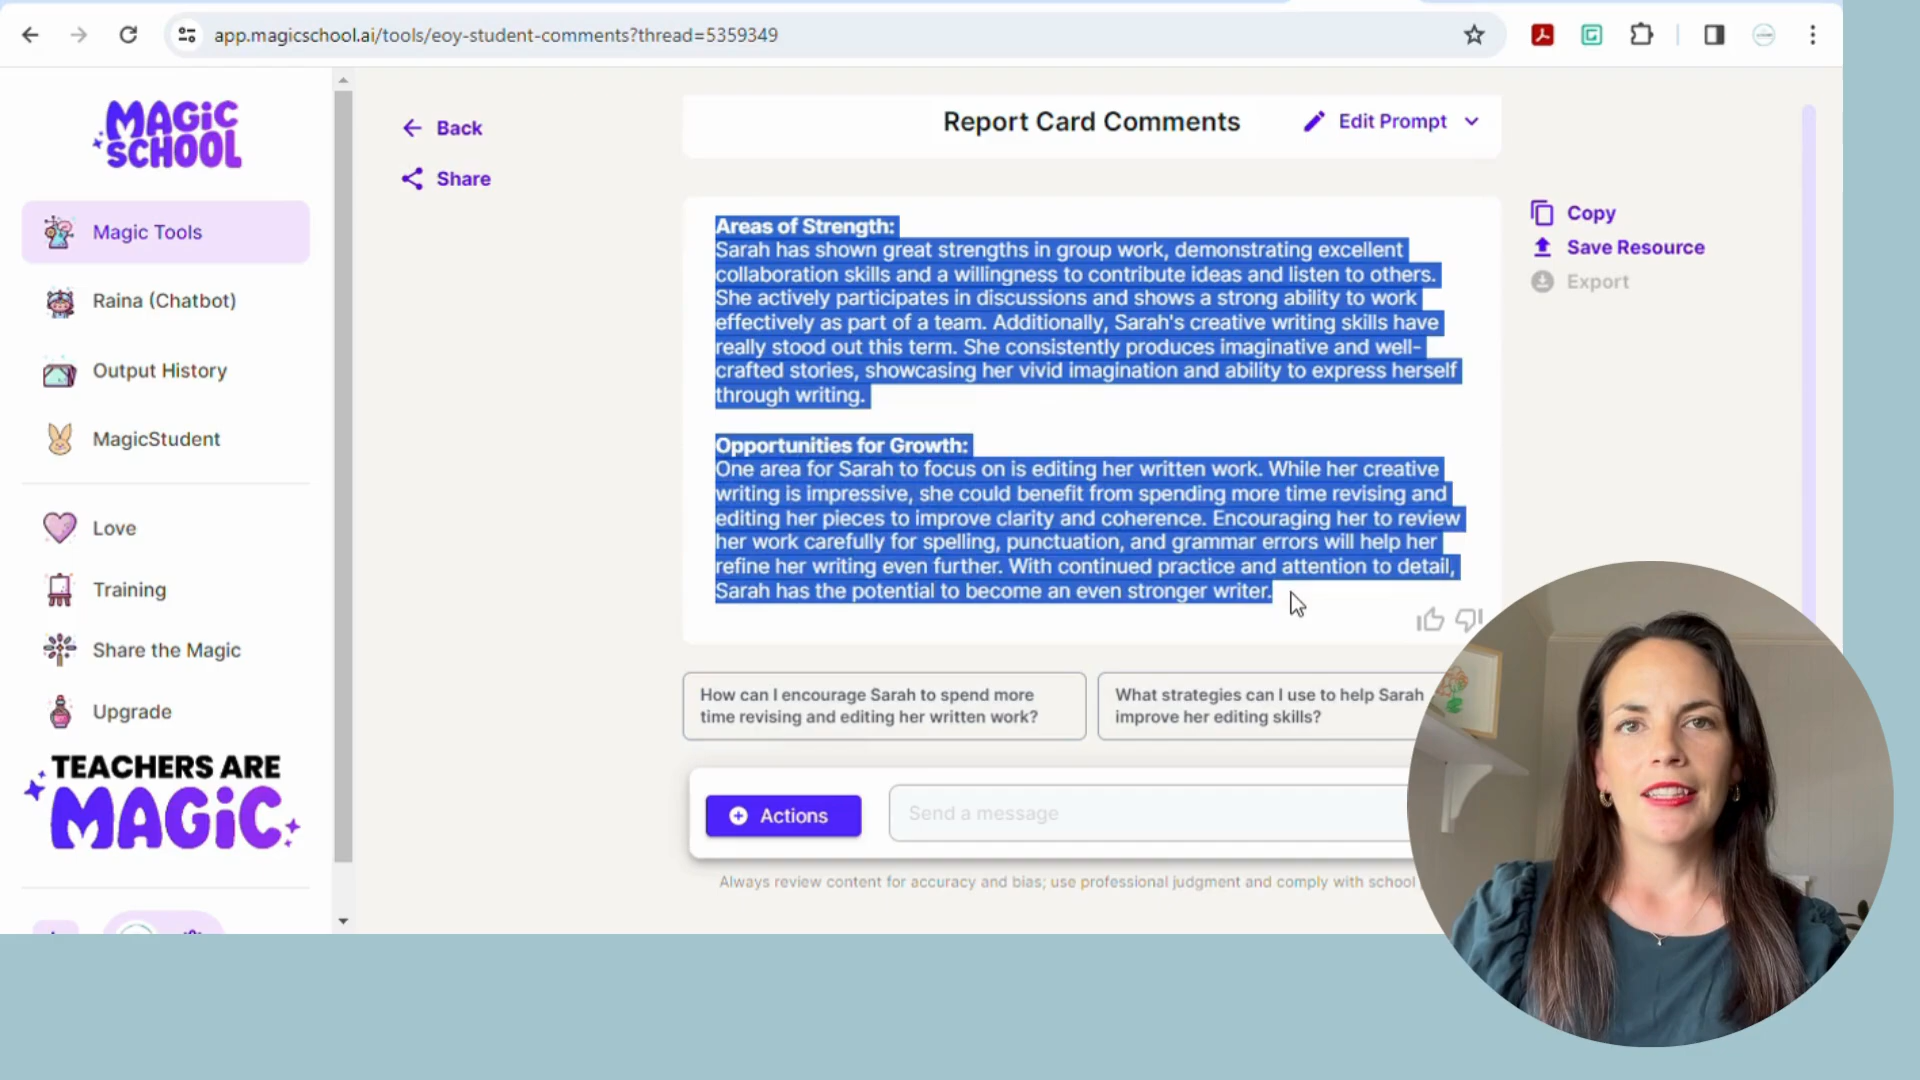 app.magicschool.ai/tools/eoy-student-comments?thread=5359349
MAGIC
SCHOOL
Magic Tools
Raina (Chatbot)
Output History
MagicStudent
Love
Training
Share the Magic
Upgrade
TEACHERS ARE
MAGIC
Back
Share
Report Card Comments
Edit Prompt
Areas of Strength:
Sarah has shown great strengths in group work, demonstrating excellent
collaboration skills and a willingness to contribute ideas and listen to others.
She actively participates in discussions and shows a strong ability to work
effectively as part of a team. Additionally, Sarah's creative writing skills have
really stood out this term. She consistently produces imaginative and well-
crafted stories, showcasing her vivid imagination and ability to express herself
through writing.
Opportunities for Growth:
One area for Sarah to focus on is editing her written work. While her creative
writing is impressive, she could benefit from spending more time revising and
editing her pieces to improve clarity and coherence. Encouraging her to review
her work carefully for spelling, punctuation, and grammar errors will help her
refine her writing even further. With continued practice and attention to detail,
Sarah has the potential to become an even stronger writer.
Copy
Save Resource
Export
How can I encourage Sarah to spend more
time revising and editing her written work?
What strategies can I use to help Sarah
improve her editing skills?
Actions
Send a message
Always review content for accuracy and bias; use professional judgment and comply with school